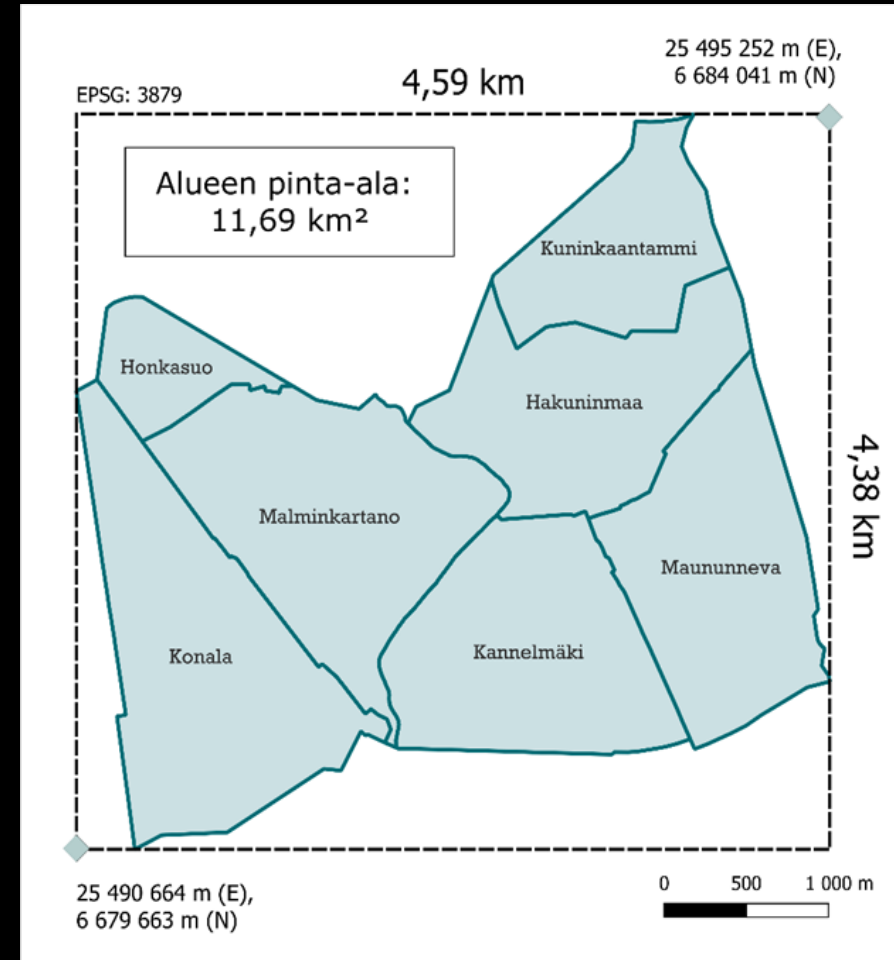 25 495 252 m (E),
6 684 041 m (N)
4,59 km
EPSG: 3879
Alueen pinta-ala:
11,69 km²
Kuninkaantammi
Honkasuo
Hakuninmaa
4,38 km
Malminkartano
Maununneva
Konala
Kannelmäki
25 490 664 m (E),
6 679 663 m (N)
0 500 1 000 m